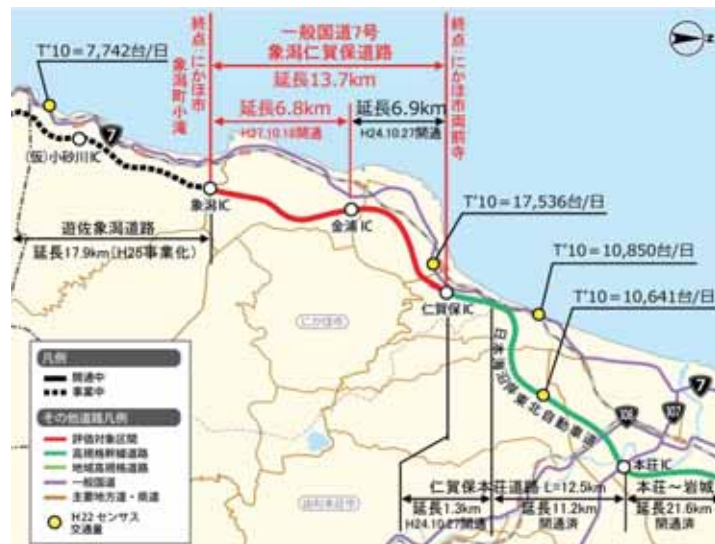 一般国道7号
象潟仁賀保道路
延長13.7km
終点：にかほ市
象潟町小滝
終点：にかほ市両前寺
延長6.8km
H27.10.18開通
延長6.9km
H24.10.27開通
T'10＝7,742台/日
7
(仮)小砂川IC
象潟IC
金浦IC
T'10＝17,536台/日
T'10＝10,850台/日
T'10＝10,641台/日
遊佐象潟道路
延長17.9km（H25事業化）
仁賀保IC
にかほ市
日本海沿岸東北自動車道
7
108
107
本荘IC
由利本荘市
仁賀保本荘道路 L=12.5km
延長1.3km
H24.10.27開通
延長11.2km
開通済
本荘～岩城
延長21.6km
開通済
凡例
開通中
事業中
その他道路凡例
評価対象区間
高規格幹線道路
地域高規格道路
一般国道
主要地方道・県道
H22センサス
交通量